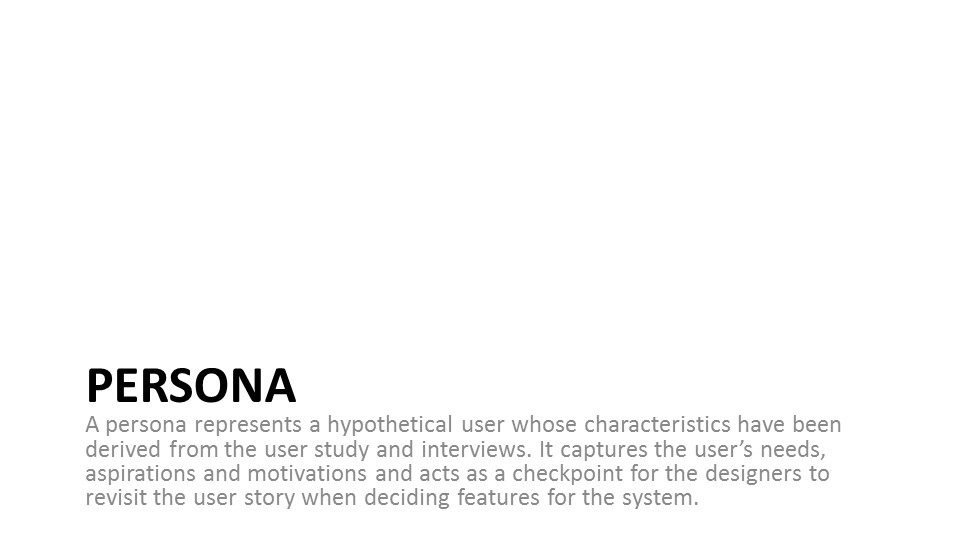 PERSONA
A persona represents a hypothetical user whose characteristics have been
derived from the user study and interviews. It captures the user’s needs,
aspirations and motivations and acts as a checkpoint for the designers to
revisit the user story when deciding features for the system.